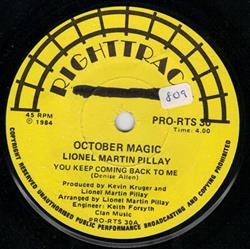 RIGHTTRAC
45 RPM
℗ 1984
809
PRO-RTS 30
Time: 4.00
OCTOBER MAGIC
LIONEL MARTIN PILLAY
YOU KEEP COMING BACK TO ME
(Denise Allen)
Produced by Kevin Kruger and
Lionel Martin Pillay
Arranged by Lionel Martin Pillay
Engineer: Keith Forsyth
Clan Music
PRO-RTS 30A
COPYRIGHT RESERVED UNAUTHORISED PUBLIC PERFORMANCE BROADCASTING AND COPYING PROHIBITED